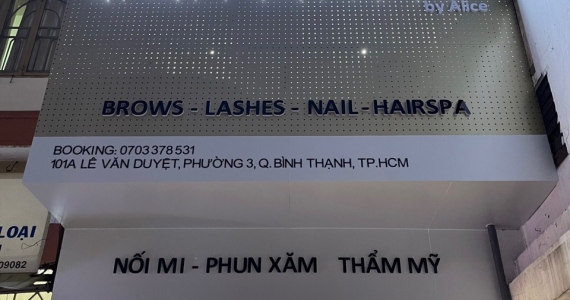 by Alice
BROWS - LASHES - NAIL - HAIRSPA
BOOKING: 0703 378 531
101A LÊ VĂN DUYỆT, PHƯỜNG 3, Q. BÌNH THẠNH, TP.HCM
LOẠI
09082
NỐI MI - PHUN XĂM THẨM MỸ